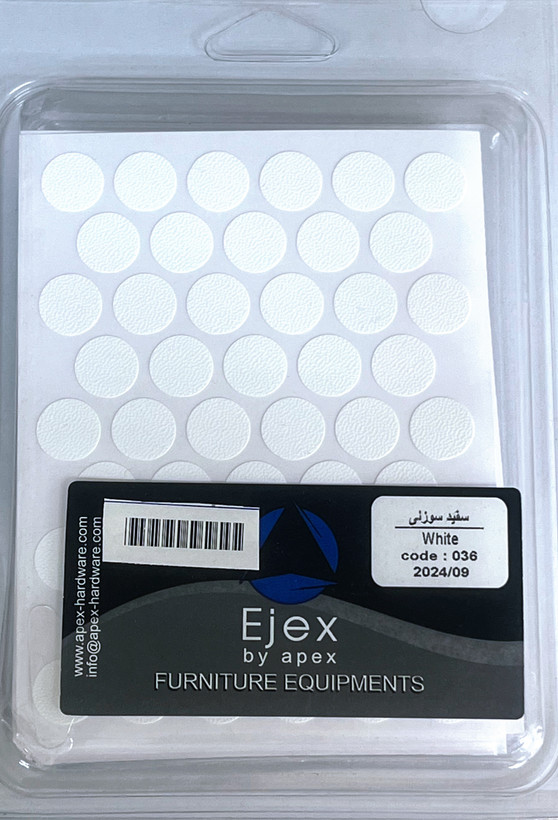 سفید سوزنی
White
code : 036
2024/09
www.apex-hardware.com
info@apex-hardware.com
Ejex
by apex
FURNITURE EQUIPMENTS